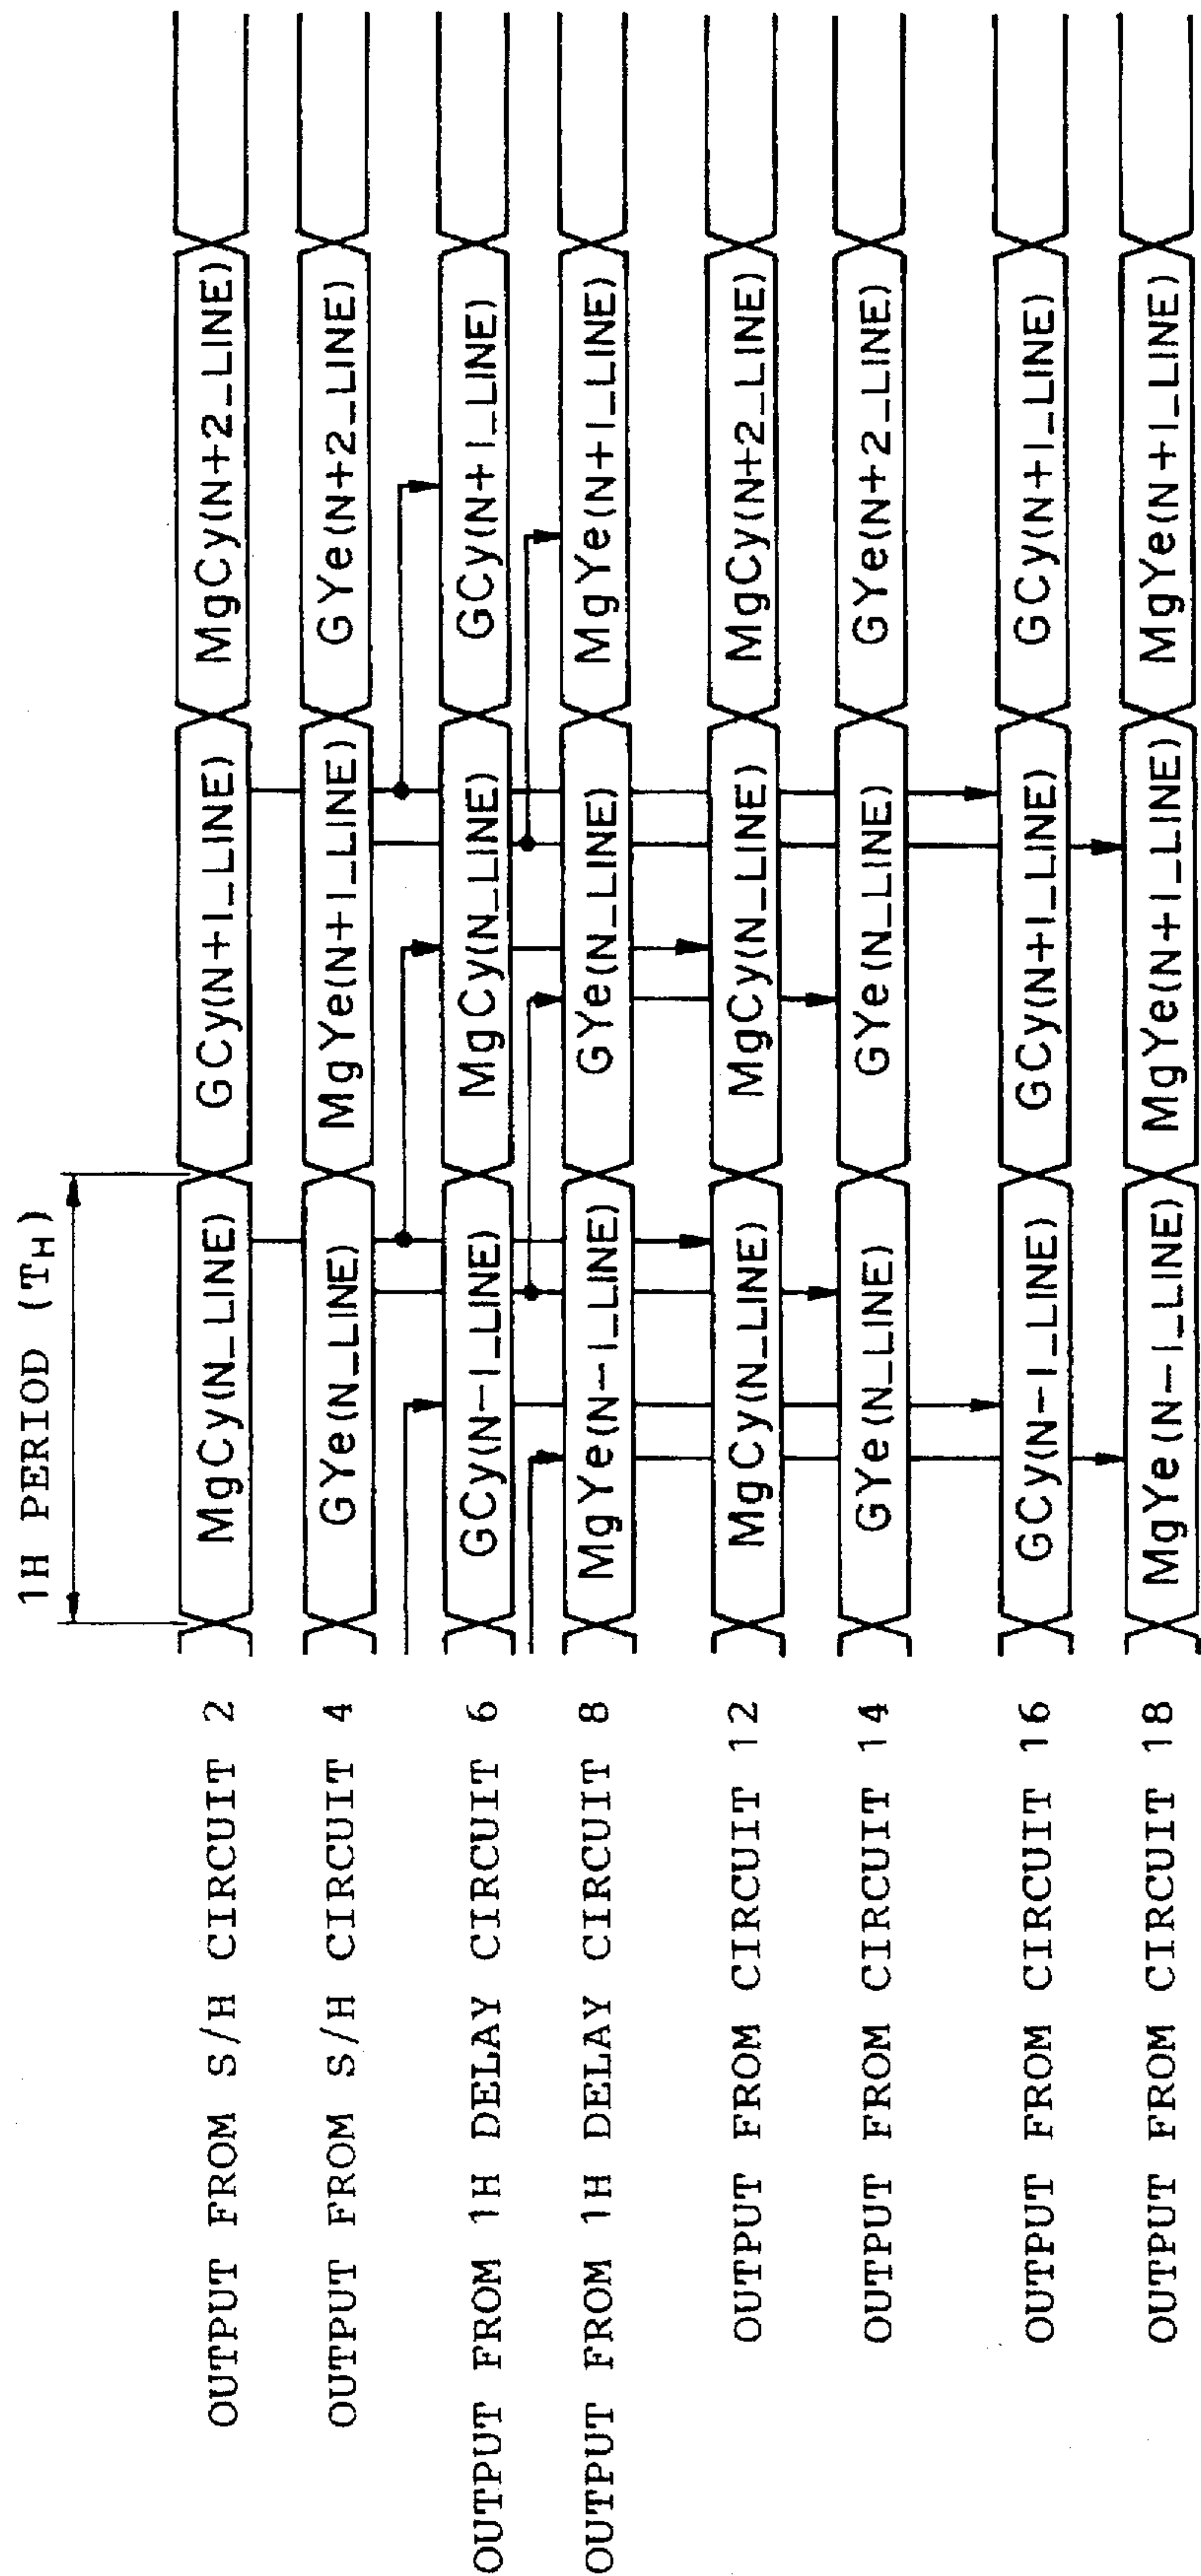 1H PERIOD (TH)
OUTPUT FROM S/H CIRCUIT 2
MgCy(N_LINE)
GCy(N+1_LINE)
MgCy(N+2_LINE)
OUTPUT FROM S/H CIRCUIT 4
GYe(N_LINE)
MgYe(N+1_LINE)
GYe(N+2_LINE)
OUTPUT FROM 1H DELAY CIRCUIT 6
GCy(N-1_LINE)
MgCy(N_LINE)
GCy(N+1_LINE)
OUTPUT FROM 1H DELAY CIRCUIT 8
MgYe(N-1_LINE)
GYe(N_LINE)
MgYe(N+1_LINE)
OUTPUT FROM CIRCUIT 12
MgCy(N_LINE)
MgCy(N_LINE)
MgCy(N+2_LINE)
OUTPUT FROM CIRCUIT 14
GYe(N_LINE)
GYe(N_LINE)
GYe(N+2_LINE)
OUTPUT FROM CIRCUIT 16
GCy(N-1_LINE)
GCy(N+1_LINE)
GCy(N+1_LINE)
OUTPUT FROM CIRCUIT 18
MgYe(N-1_LINE)
MgYe(N+1_LINE)
MgYe(N+1_LINE)